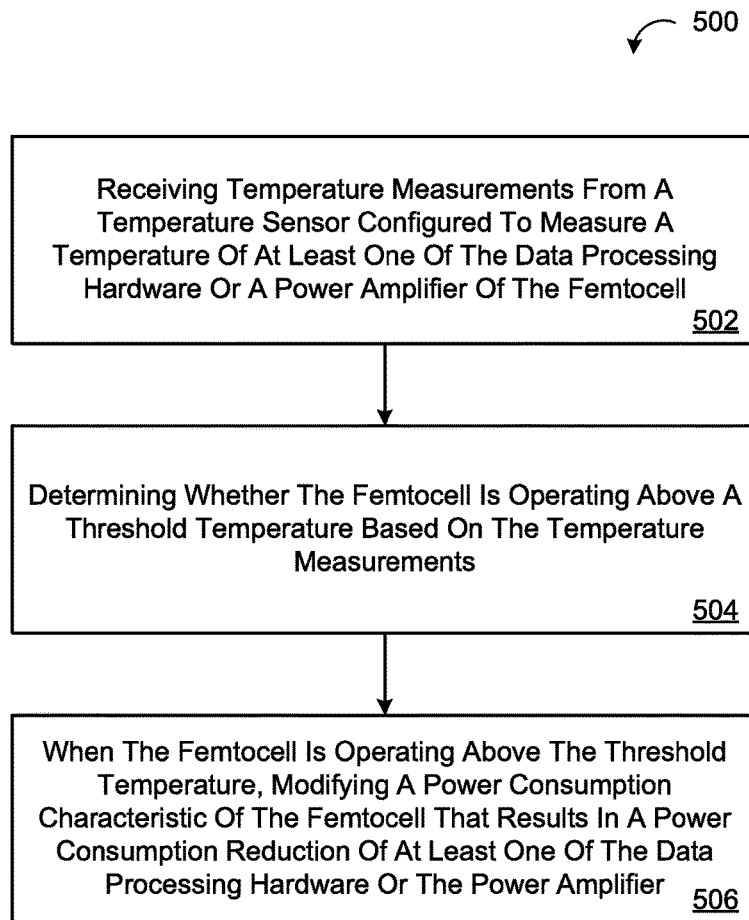 500
Receiving Temperature Measurements From A
Temperature Sensor Configured To Measure A
Temperature Of At Least One Of The Data Processing
Hardware Or A Power Amplifier Of The Femtocell
502
Determining Whether The Femtocell Is Operating Above A
Threshold Temperature Based On The Temperature
Measurements
504
When The Femtocell Is Operating Above The Threshold
Temperature, Modifying A Power Consumption
Characteristic Of The Femtocell That Results In A Power
Consumption Reduction Of At Least One Of The Data
Processing Hardware Or The Power Amplifier
506